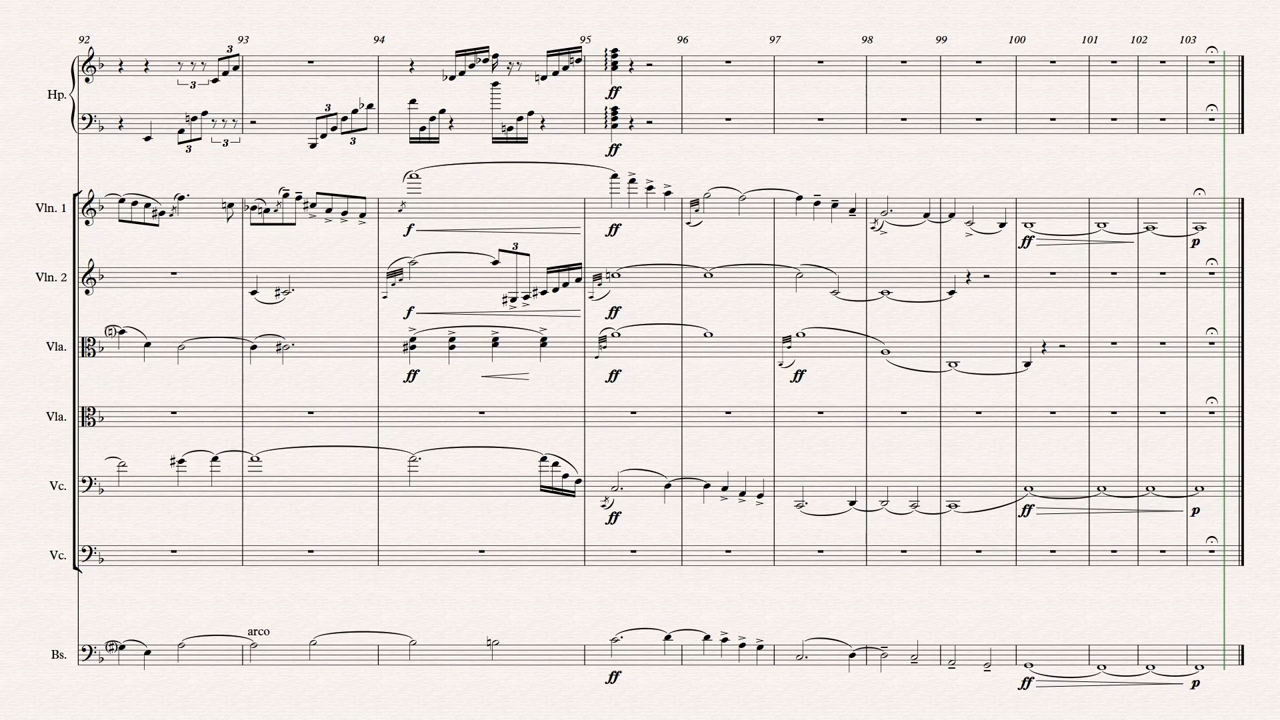 92 93 94 95 96 97 98 99 100 101 102 103
3 3
Hp.
ff
3 3 3 3
ff
Vln. 1
f ff ff p
Vln. 2
3
f ff
Vla.
ff ff ff
Vla.
Vc.
ff ff p
Vc.
arco
Bs.
ff ff p